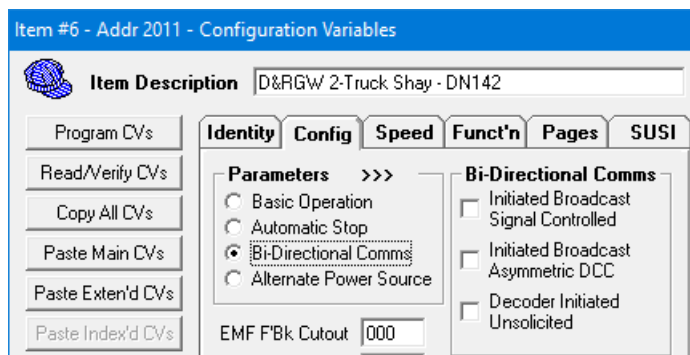 Item #6 - Addr 2011 - Configuration Variables
Item Description D&RGW 2-Truck Shay - DN142
Program CVs
Read/Verify CVs
Copy All CVs
Paste Main CVs
Paste Exten'd CVs
Paste Index'd CVs
Identity Config Speed Funct'n Pages SUSI
Parameters >>>
Basic Operation
Automatic Stop
Bi-Directional Comms
Alternate Power Source
EMF F'Bk Cutout 000
Bi-Directional Comms
Initiated Broadcast
Signal Controlled
Initiated Broadcast
Asymmetric DCC
Decoder Initiated
Unsolicited